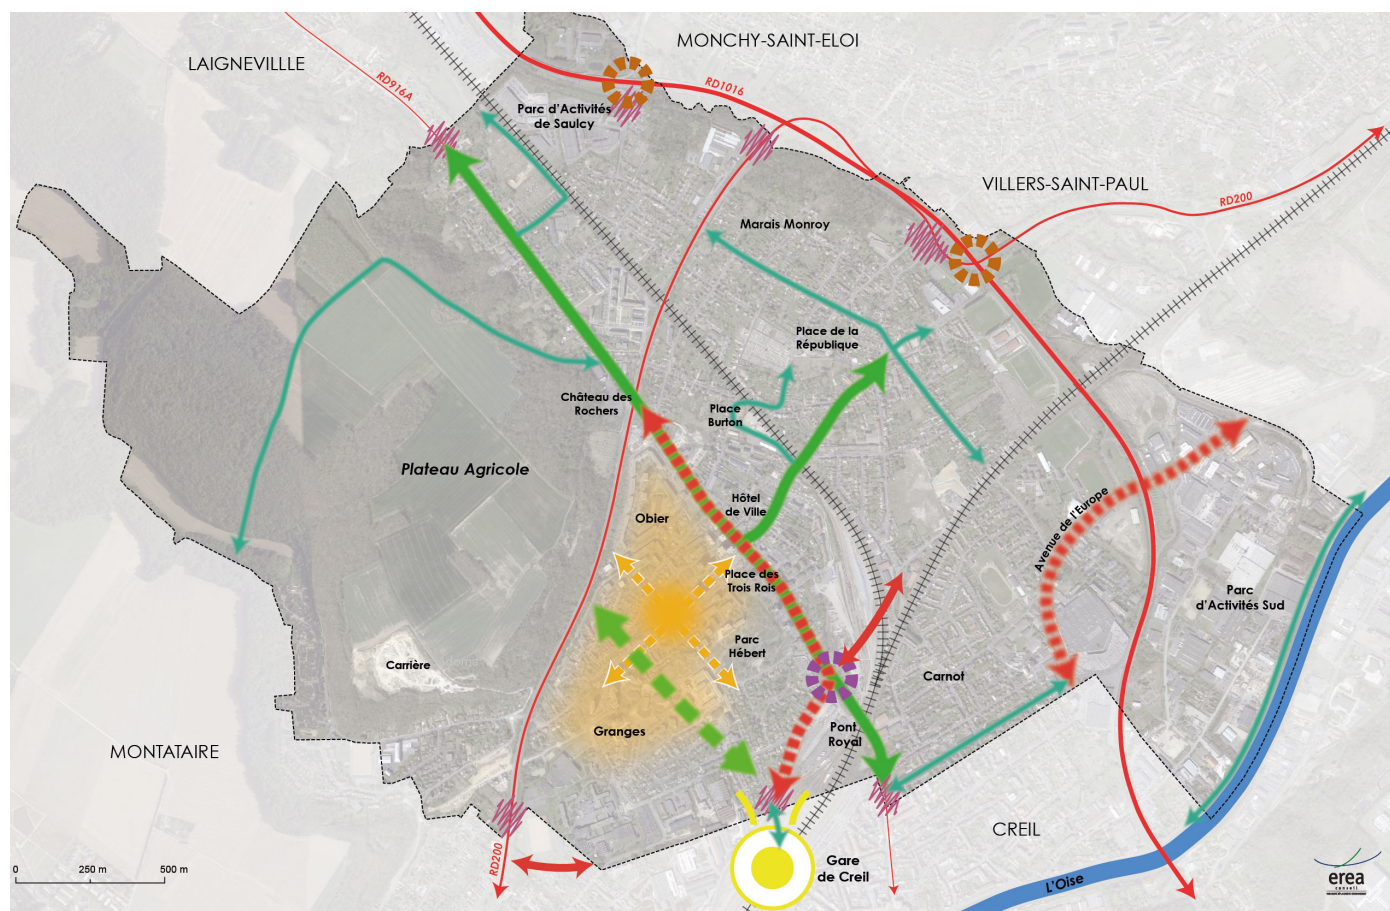 MONCHY-SAINT-ELOI
LAIGNEVILLLE
RD916A
RD1016
Parc d'Activités
de Saulcy
VILLERS-SAINT-PAUL
RD200
Marais Monroy
Place de la
République
Château des
Rochers
Place
Burton
Plateau Agricole
Hôtel
de Ville
Obier
Avenue de l'Europe
Place des
Trois Rois
Parc
d'Activités Sud
Parc
Hébert
Carrière
Carnot
Granges
Pont
Royal
MONTATAIRE
CREIL
RD200
Gare
de Creil
L'Oise
0
250 m
500 m
erea
conseil